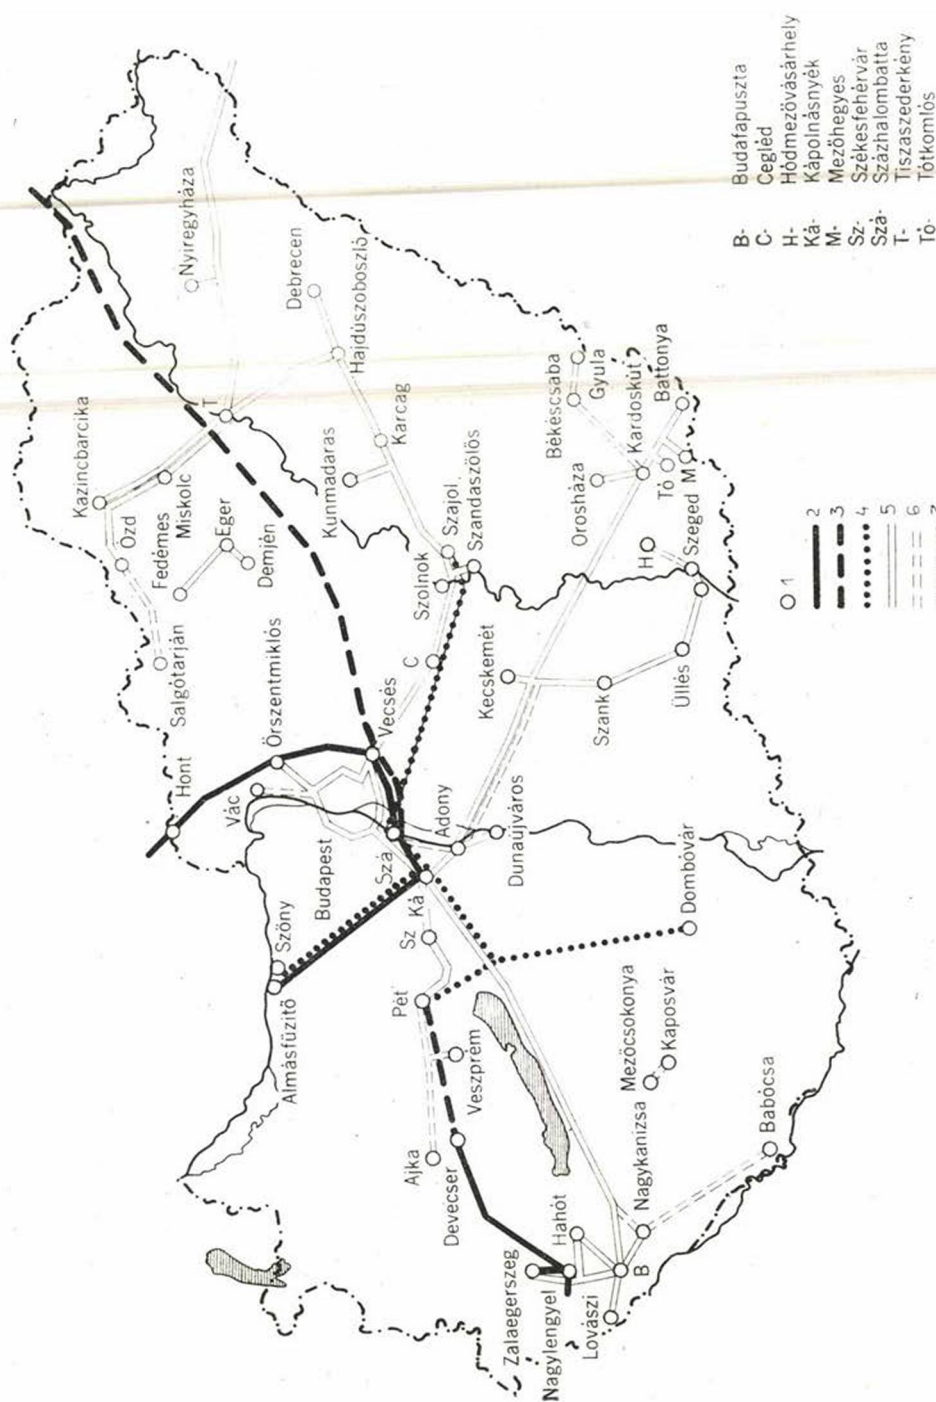 Hont
Vác
Őrszentmiklós
Salgótarján
Ózd
Kazincbarcika
Fedémes
Miskolc
Eger
Demjén
T
Nyíregyháza
Debrecen
Hajdúszoboszló
Karcag
Kunmadaras
Szajol
Szandaszőlős
Szolnok
C
Vecsés
Budapest
Szá
Szőny
Almásfüzitő
Ká
Sz
Pét
Adony
Dunaújváros
Kecskemét
Szank
Üllés
Szeged
H
Orosháza
Békéscsaba
Gyula
Kardoskút
Battonya
Tó
M
Dombóvár
Mezőcsokonya
Kaposvár
Veszprém
Ajka
Devecser
Hahót
Zalaegerszeg
Nagylengyel
Lovászi
B
Nagykanizsa
Babócsa
1
2
3
4
5
6
7
B- Budafapuszta
C- Cegléd
H- Hódmezővásárhely
Ká- Kápolnásnyék
M- Mezőhegyes
Sz- Székesfehérvár
Szá- Százhalombatta
T- Tiszaszederkény
Tó- Tótkomlós